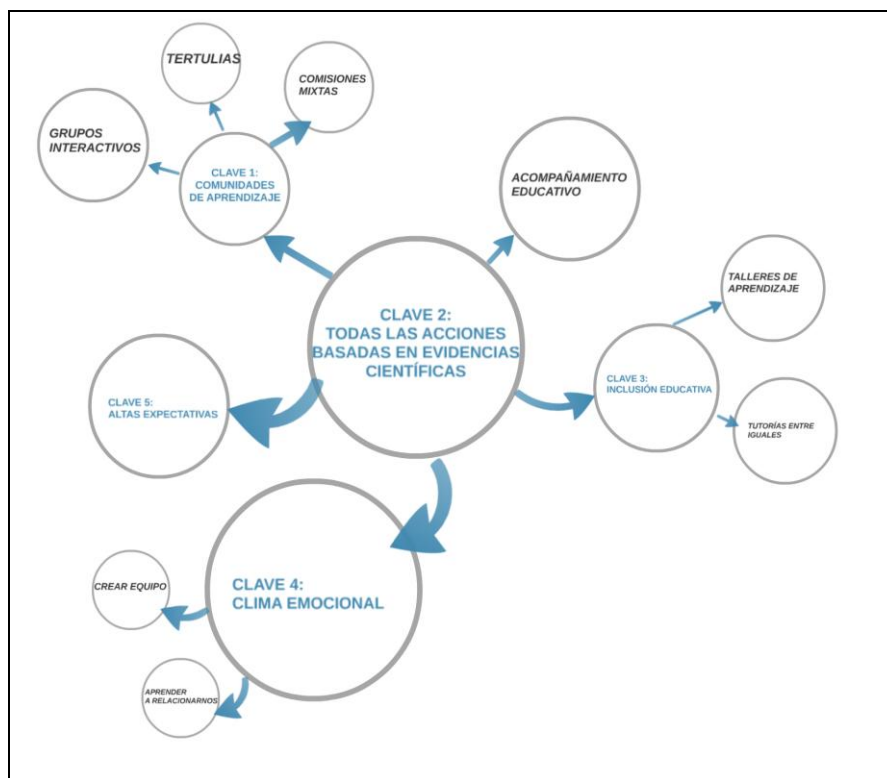 TERTULIAS
COMISIONES
MIXTAS
GRUPOS
INTERACTIVOS
CLAVE 1:
COMUNIDADES
DE APRENDIZAJE
ACOMPAÑAMIENTO
EDUCATIVO
CLAVE 2:
TODAS LAS ACCIONES
BASADAS EN EVIDENCIAS
CIENTÍFICAS
TALLERES DE
APRENDIZAJE
CLAVE 3:
INCLUSIÓN EDUCATIVA
TUTORÍAS ENTRE
IGUALES
CLAVE 5:
ALTAS EXPECTATIVAS
CLAVE 4:
CLIMA EMOCIONAL
CREAR EQUIPO
APRENDER
A RELACIONARNOS